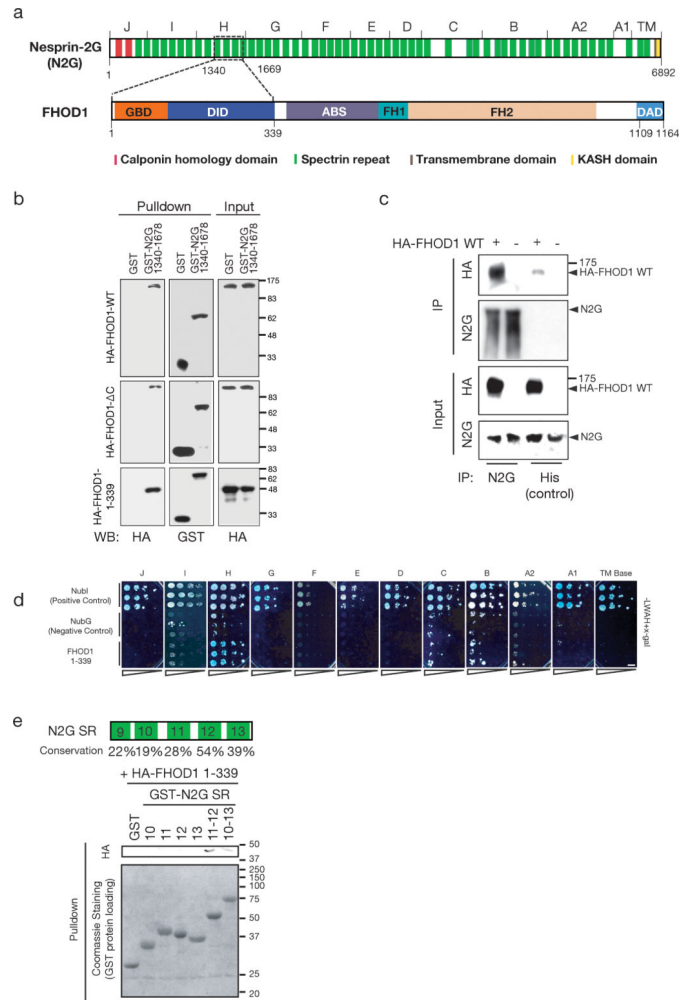 a
J I H G F E D C B A2 A1 TM
Nesprin-2G
(N2G)
1 1340 1669 6892
FHOD1
GBD DID ABS FH1 FH2 DAD
1 339 1109 1164
Calponin homology domain Spectrin repeat Transmembrane domain KASH domain
b
Pulldown Input
GST
GST-N2G
1340-1678
GST
GST-N2G
1340-1678
GST
GST-N2G
1340-1678
HA-FHOD1-WT
175
83
62
48
33
HA-FHOD1-ΔC
83
62
48
33
HA-FHOD1-
1-339
83
62
48
33
WB: HA GST HA
c
HA-FHOD1 WT + - + -
IP
HA
175
HA-FHOD1 WT
N2G
N2G
Input
HA
175
HA-FHOD1 WT
N2G
N2G
IP: N2G His
(control)
d
J I H G F E D C B A2 A1 TM Base
NubI
(Positive Control)
NubG
(Negative Control)
FHOD1
1-339
-LWAH+x-gal
e
N2G SR 9 10 11 12 13
Conservation 22% 19% 28% 54% 39%
+ HA-FHOD1 1-339
GST-N2G SR
GST
10
11
12
13
11-12
10-13
Pulldown
HA
50
37
Coomassie Staining
(GST protein loading)
250
150
100
75
50
37
25
20